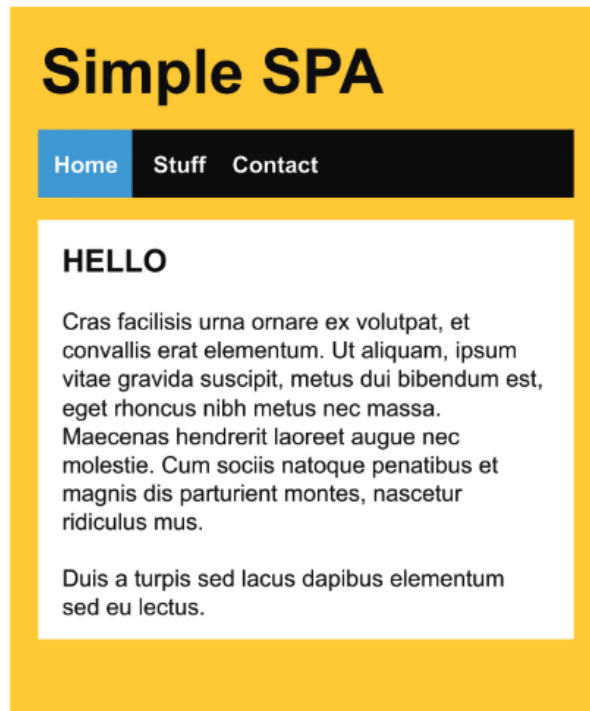 Simple SPA
Home Stuff Contact
HELLO
Cras facilisis urna ornare ex volutpat, et
convallis erat elementum. Ut aliquam, ipsum
vitae gravida suscipit, metus dui bibendum est,
eget rhoncus nibh metus nec massa.
Maecenas hendrerit laoreet augue nec
molestie. Cum sociis natoque penatibus et
magnis dis parturient montes, nascetur
ridiculus mus.
Duis a turpis sed lacus dapibus elementum
sed eu lectus.